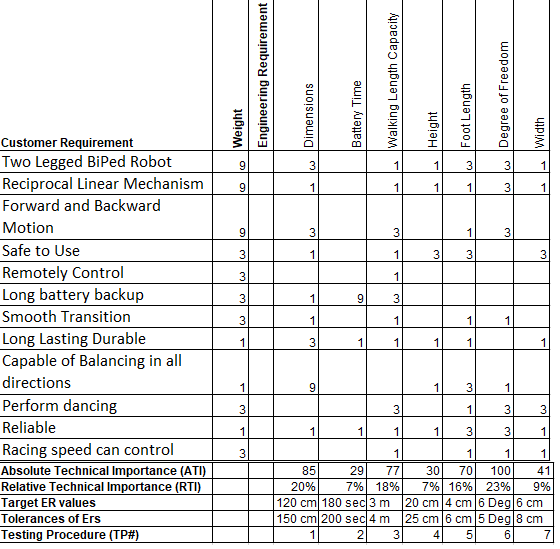 Customer Requirement Weight Engineering Requirement Dimensions Battery Time Walking Length Capacity Height Foot Length Degree of Freedom Width
Two Legged BiPed Robot 9 3 1 1 3 3 1
Reciprocal Linear Mechanism 9 1 1 1 1 3 1
Forward and Backward
Motion 9 3 3 1 3
Safe to Use 3 1 1 3 3 3
Remotely Control 3 1
Long battery backup 3 1 9 3
Smooth Transition 3 1 1 1 1
Long Lasting Durable 1 3 1 1 1 1 1
Capable of Balancing in all
directions 1 9 1 3 1
Perform dancing 3 3 1 3 3
Reliable 1 1 1 1 1 3 3 1
Racing speed can control 3 1 1 1 1
Absolute Technical Importance (ATI) 85 29 77 30 70 100 41
Relative Technical Importance (RTI) 20% 7% 18% 7% 16% 23% 9%
Target ER values 120 cm 180 sec 3 m 20 cm 4 cm 6 Deg 6 cm
Tolerances of Ers 150 cm 200 sec 4 m 25 cm 6 cm 5 Deg 8 cm
Testing Procedure (TP#) 1 2 3 4 5 6 7